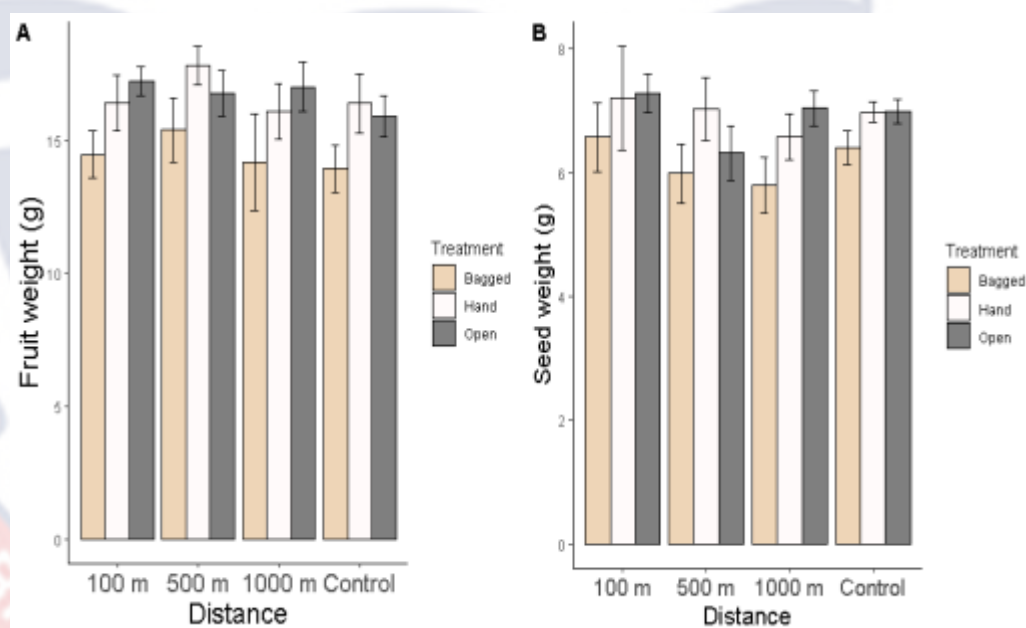 A
Fruit weight (g)
15
10
5
0
100 m 500 m 1000 m Control
Distance
Treatment
Bagged
Hand
Open
B
Seed weight (g)
8
6
4
2
0
100 m 500 m 1000 m Control
Distance
Treatment
Bagged
Hand
Open